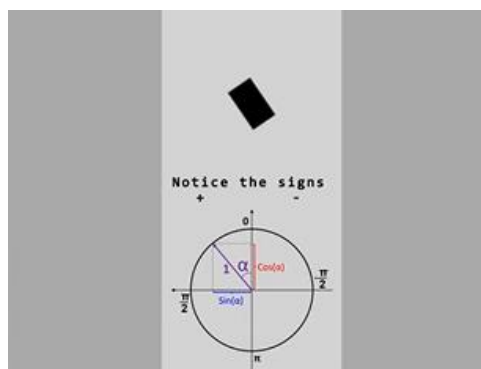 Notice the signs
+ -
0
1 α Cos(α)
π/2 -π/2
Sin(α)
π